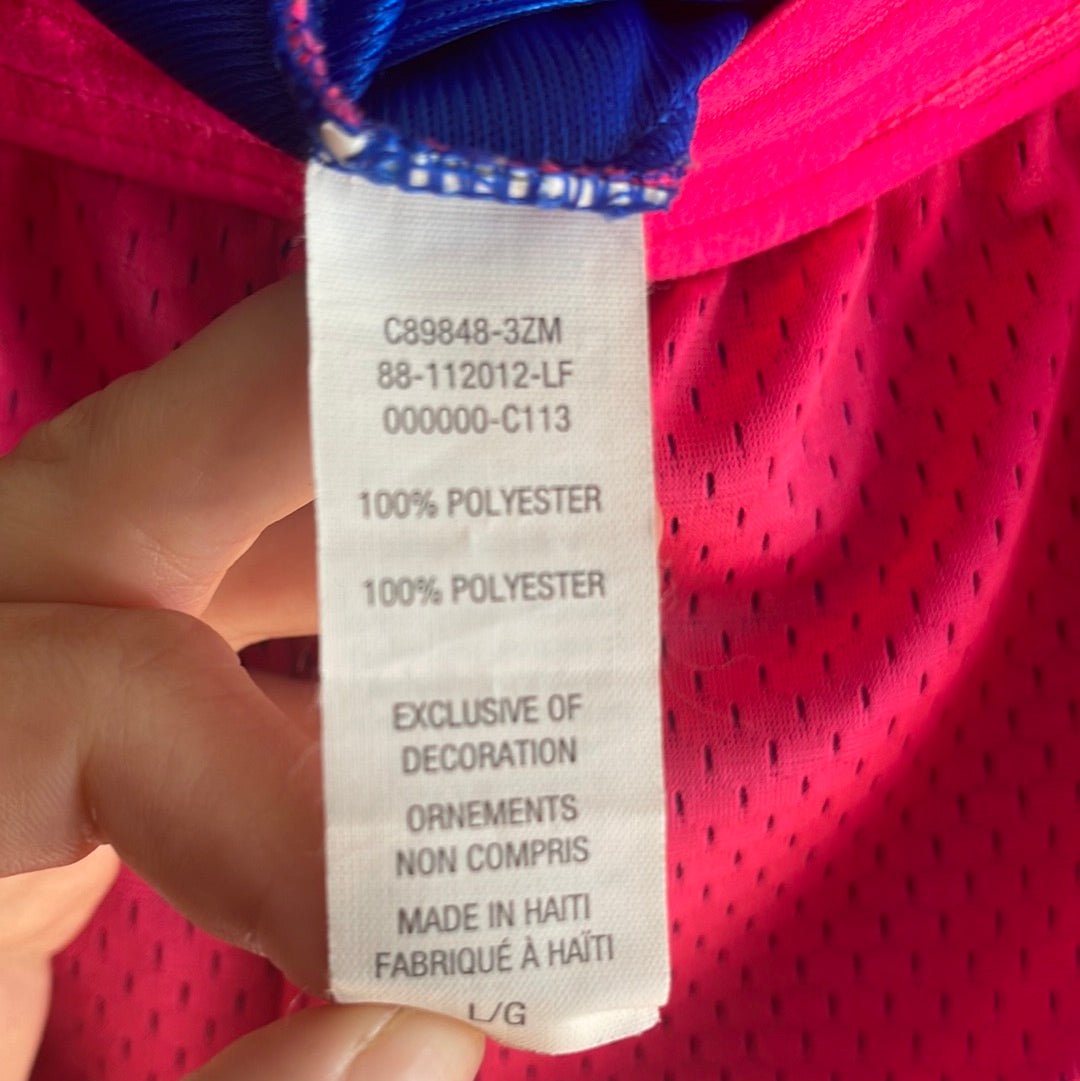 C89848-3ZM
88-112012-LF
000000-C113
100% POLYESTER
100% POLYESTER
EXCLUSIVE OF
DECORATION
ORNEMENTS
NON COMPRIS
MADE IN HAITI
FABRIQUÉ À HAÏTI
L/G